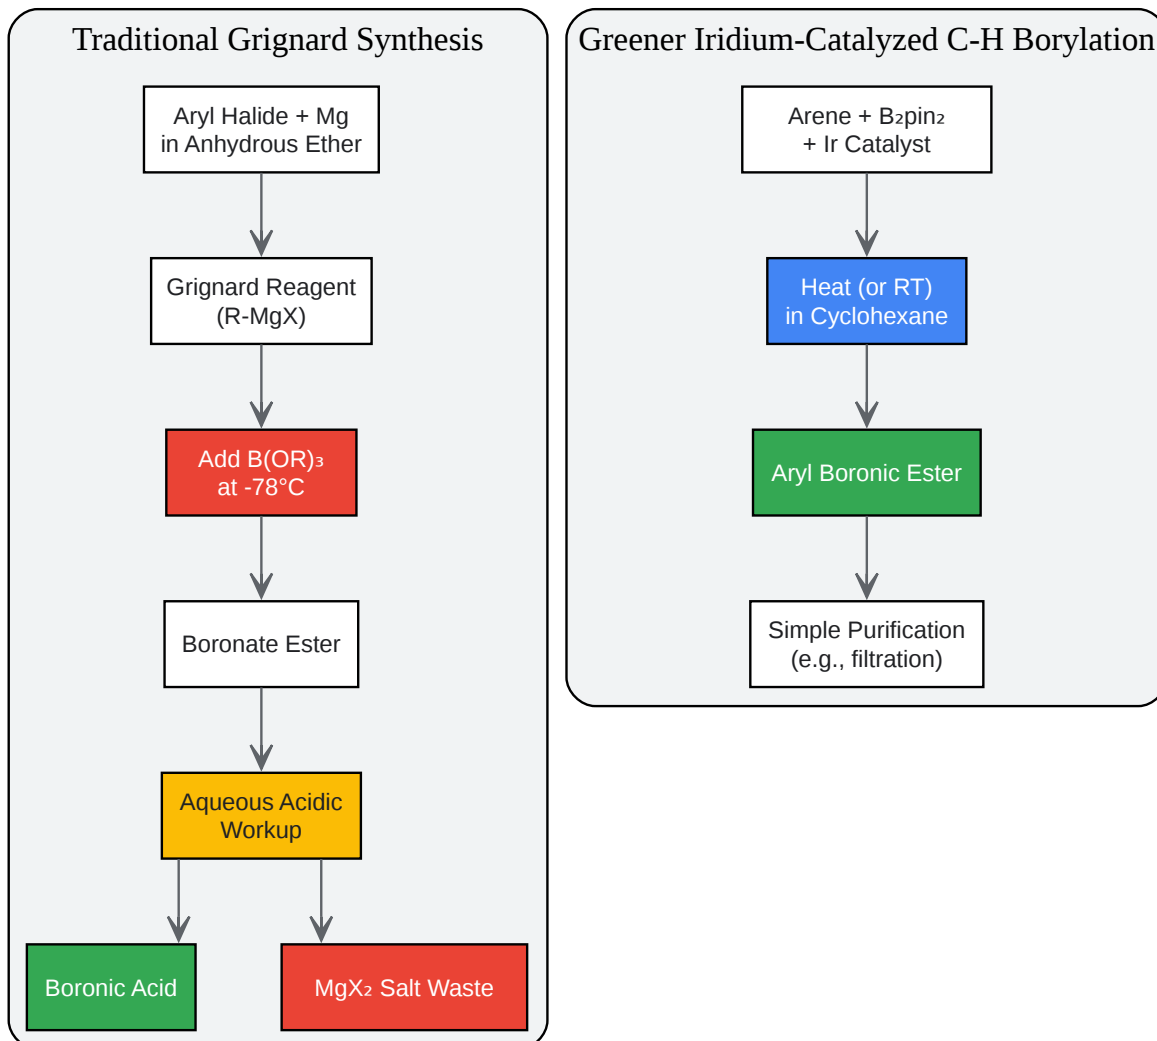 Traditional Grignard Synthesis
Aryl Halide + Mg
in Anhydrous Ether
Grignard Reagent
(R-MgX)
Add B(OR)₃
at -78°C
Boronate Ester
Aqueous Acidic
Workup
Boronic Acid
MgX₂ Salt Waste
Greener Iridium-Catalyzed C-H Borylation
Arene + B₂pin₂
+ Ir Catalyst
Heat (or RT)
in Cyclohexane
Aryl Boronic Ester
Simple Purification
(e.g., filtration)